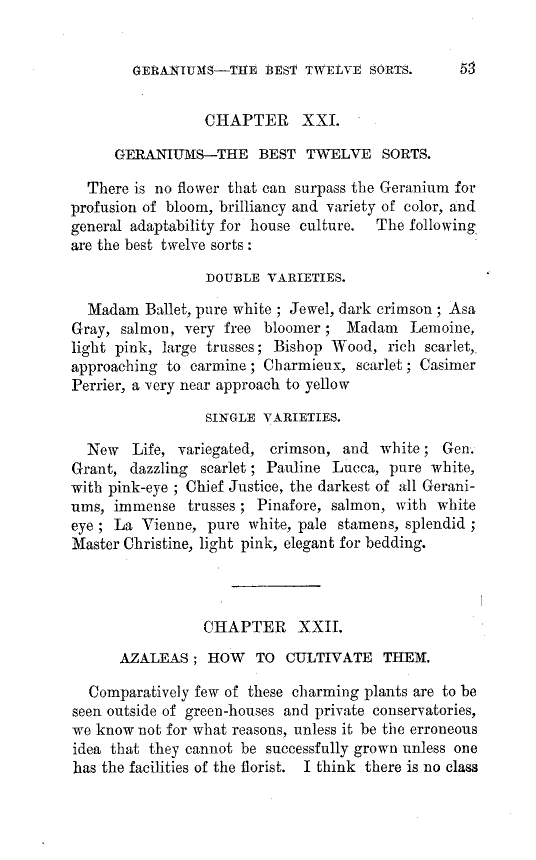 GERANIUMS—THE BEST TWELVE SORTS. 53
CHAPTER XXI.
GERANIUMS—THE BEST TWELVE SORTS.
There is no flower that can surpass the Geranium for
profusion of bloom, brilliancy and variety of color, and
general adaptability for house culture. The following
are the best twelve sorts :
DOUBLE VARIETIES.
Madam Ballet, pure white ; Jewel, dark crimson ; Asa
Gray, salmon, very free bloomer ; Madam Lemoine,
light pink, large trusses ; Bishop Wood, rich scarlet,
approaching to carmine ; Charmieux, scarlet ; Casimer
Perrier, a very near approach to yellow
SINGLE VARIETIES.
New Life, variegated, crimson, and white ; Gen.
Grant, dazzling scarlet ; Pauline Lucca, pure white,
with pink-eye ; Chief Justice, the darkest of all Gerani-
ums, immense trusses ; Pinafore, salmon, with white
eye ; La Vienne, pure white, pale stamens, splendid ;
Master Christine, light pink, elegant for bedding.
CHAPTER XXII.
AZALEAS ; HOW TO CULTIVATE THEM.
Comparatively few of these charming plants are to be
seen outside of green-houses and private conservatories,
we know not for what reasons, unless it be the erroneous
idea that they cannot be successfully grown unless one
has the facilities of the florist. I think there is no class